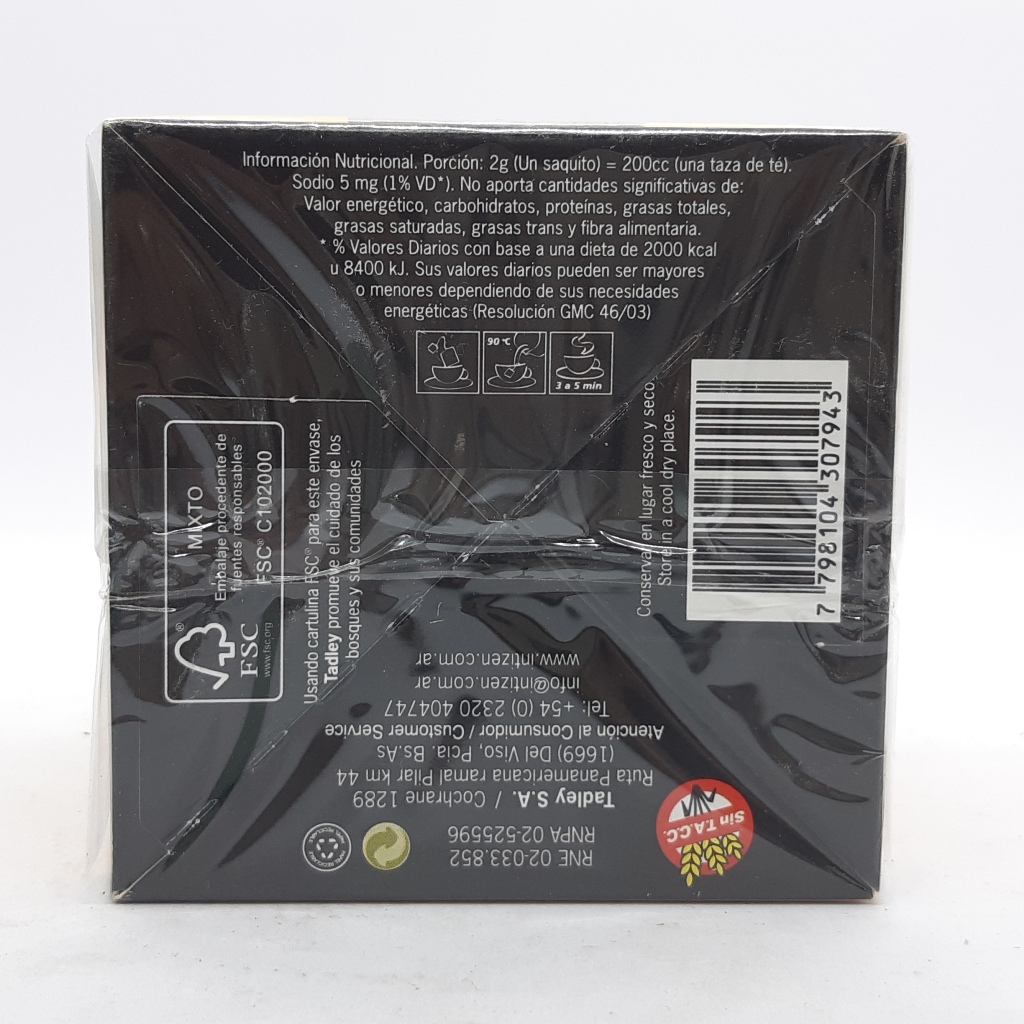 Información Nutricional. Porción: 2g (Un saquito) = 200cc (una taza de té).
Sodio 5 mg (1% VD*). No aporta cantidades significativas de:
Valor energético, carbohidratos, proteínas, grasas totales,
grasas saturadas, grasas trans y fibra alimentaria.
* % Valores Diarios con base a una dieta de 2000 kcal
u 8400 kJ. Sus valores diarios pueden ser mayores
o menores dependiendo de sus necesidades
energéticas (Resolución GMC 46/03)
90 °C
3 a 5 min
FSC®
www.fsc.org
MIXTO
Embalaje procedente de
fuentes responsables
FSC® C102000
Usando cartulina FSC® para este envase,
Tadley promueve el cuidado de los
bosques y sus comunidades
Conservar en lugar fresco y seco.
Store in a cool dry place.
7 798104 307943
RNE 02-033.852
RNPA 02-525596
Tadley S.A. / Cochrane 1289
Ruta Panamericana ramal Pilar km 44
(1669) Del Viso, Pcia. Bs.As
Atención al Consumidor / Customer Service
Tel: +54 (0) 2320 404747
info@intizen.com.ar
www.intizen.com.ar
Sin T.A.C.C.